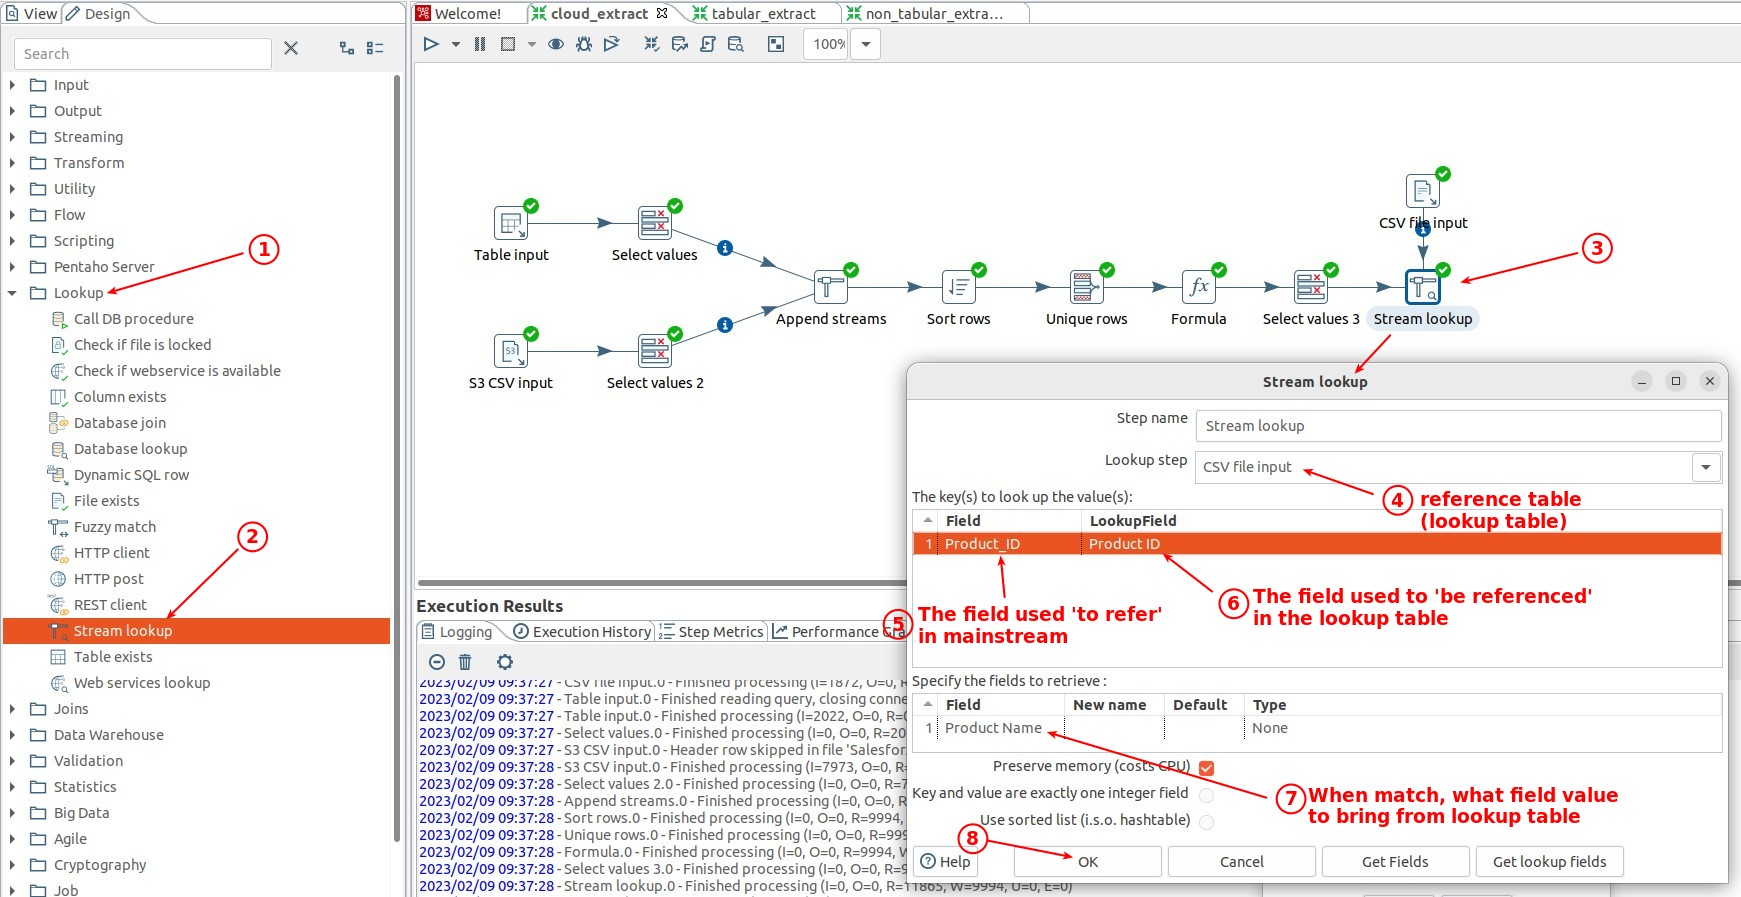 View
Design
Welcome!
cloud_extract
tabular_extract
non_tabular_extra...
Search
100%
Input
Output
Streaming
Transform
Utility
Flow
Scripting
Pentaho Server
Lookup
Call DB procedure
Check if file is locked
Check if webservice is available
Column exists
Database join
Database lookup
Dynamic SQL row
File exists
Fuzzy match
HTTP client
HTTP post
REST client
Stream lookup
Table exists
Web services lookup
Joins
Data Warehouse
Validation
Statistics
Big Data
Agile
Cryptography
Job
1
2
3
Table input
Select values
S3 CSV input
Select values 2
Append streams
Sort rows
Unique rows
Formula
Select values 3
Stream lookup
CSV file input
Stream lookup
Step name
Stream lookup
Lookup step
CSV file input
4 reference table
(lookup table)
The key(s) to look up the value(s):
Field LookupField
1 Product_ID Product ID
5 The field used 'to refer'
in mainstream
6 The field used to 'be referenced'
in the lookup table
Specify the fields to retrieve :
Field New name Default Type
1 Product Name None
Preserve memory (costs CPU)
Key and value are exactly one integer field
Use sorted list (i.s.o. hashtable)
7 When match, what field value
to bring from lookup table
8
Help
OK
Cancel
Get Fields
Get lookup fields
Execution Results
Logging
Execution History
Step Metrics
Performance Gra
2023/02/09 09:37:27 - CSV file input.0 - Finished processing (I=1872, O=0, R
2023/02/09 09:37:27 - Table input.0 - Finished reading query, closing conne
2023/02/09 09:37:27 - Table input.0 - Finished processing (I=2022, O=0, R=0
2023/02/09 09:37:27 - Select values.0 - Finished processing (I=0, O=0, R=20
2023/02/09 09:37:27 - S3 CSV input.0 - Header row skipped in file 'Salesfor
2023/02/09 09:37:28 - S3 CSV input.0 - Finished processing (I=7973, O=0, R=
2023/02/09 09:37:28 - Select values 2.0 - Finished processing (I=0, O=0, R=7
2023/02/09 09:37:28 - Append streams.0 - Finished processing (I=0, O=0, R
2023/02/09 09:37:28 - Sort rows.0 - Finished processing (I=0, O=0, R=9994,
2023/02/09 09:37:28 - Unique rows.0 - Finished processing (I=0, O=0, R=999
2023/02/09 09:37:28 - Formula.0 - Finished processing (I=0, O=0, R=9994, W
2023/02/09 09:37:28 - Select values 3.0 - Finished processing (I=0, O=0, R=9
2023/02/09 09:37:28 - Stream lookup.0 - Finished processing (I=0, O=0, R=11865, W=9994, U=0, E=0)